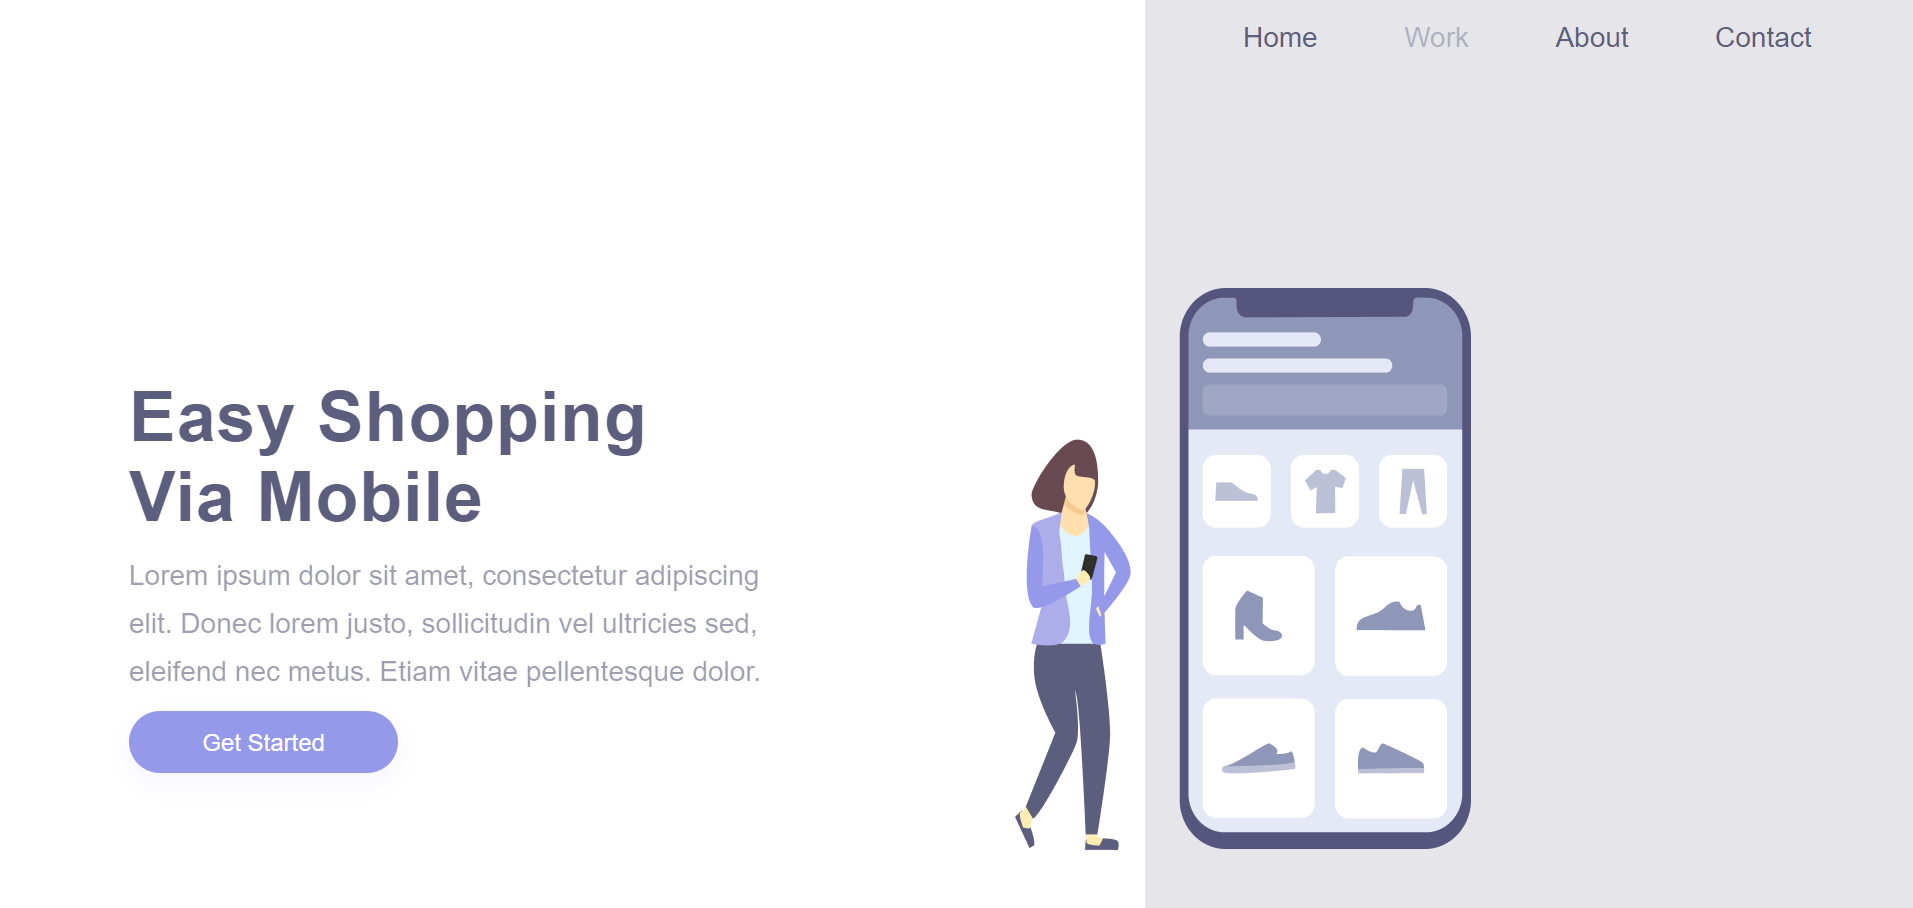 Home Work About Contact
Easy Shopping
Via Mobile
Lorem ipsum dolor sit amet, consectetur adipiscing
elit. Donec lorem justo, sollicitudin vel ultricies sed,
eleifend nec metus. Etiam vitae pellentesque dolor.
Get Started